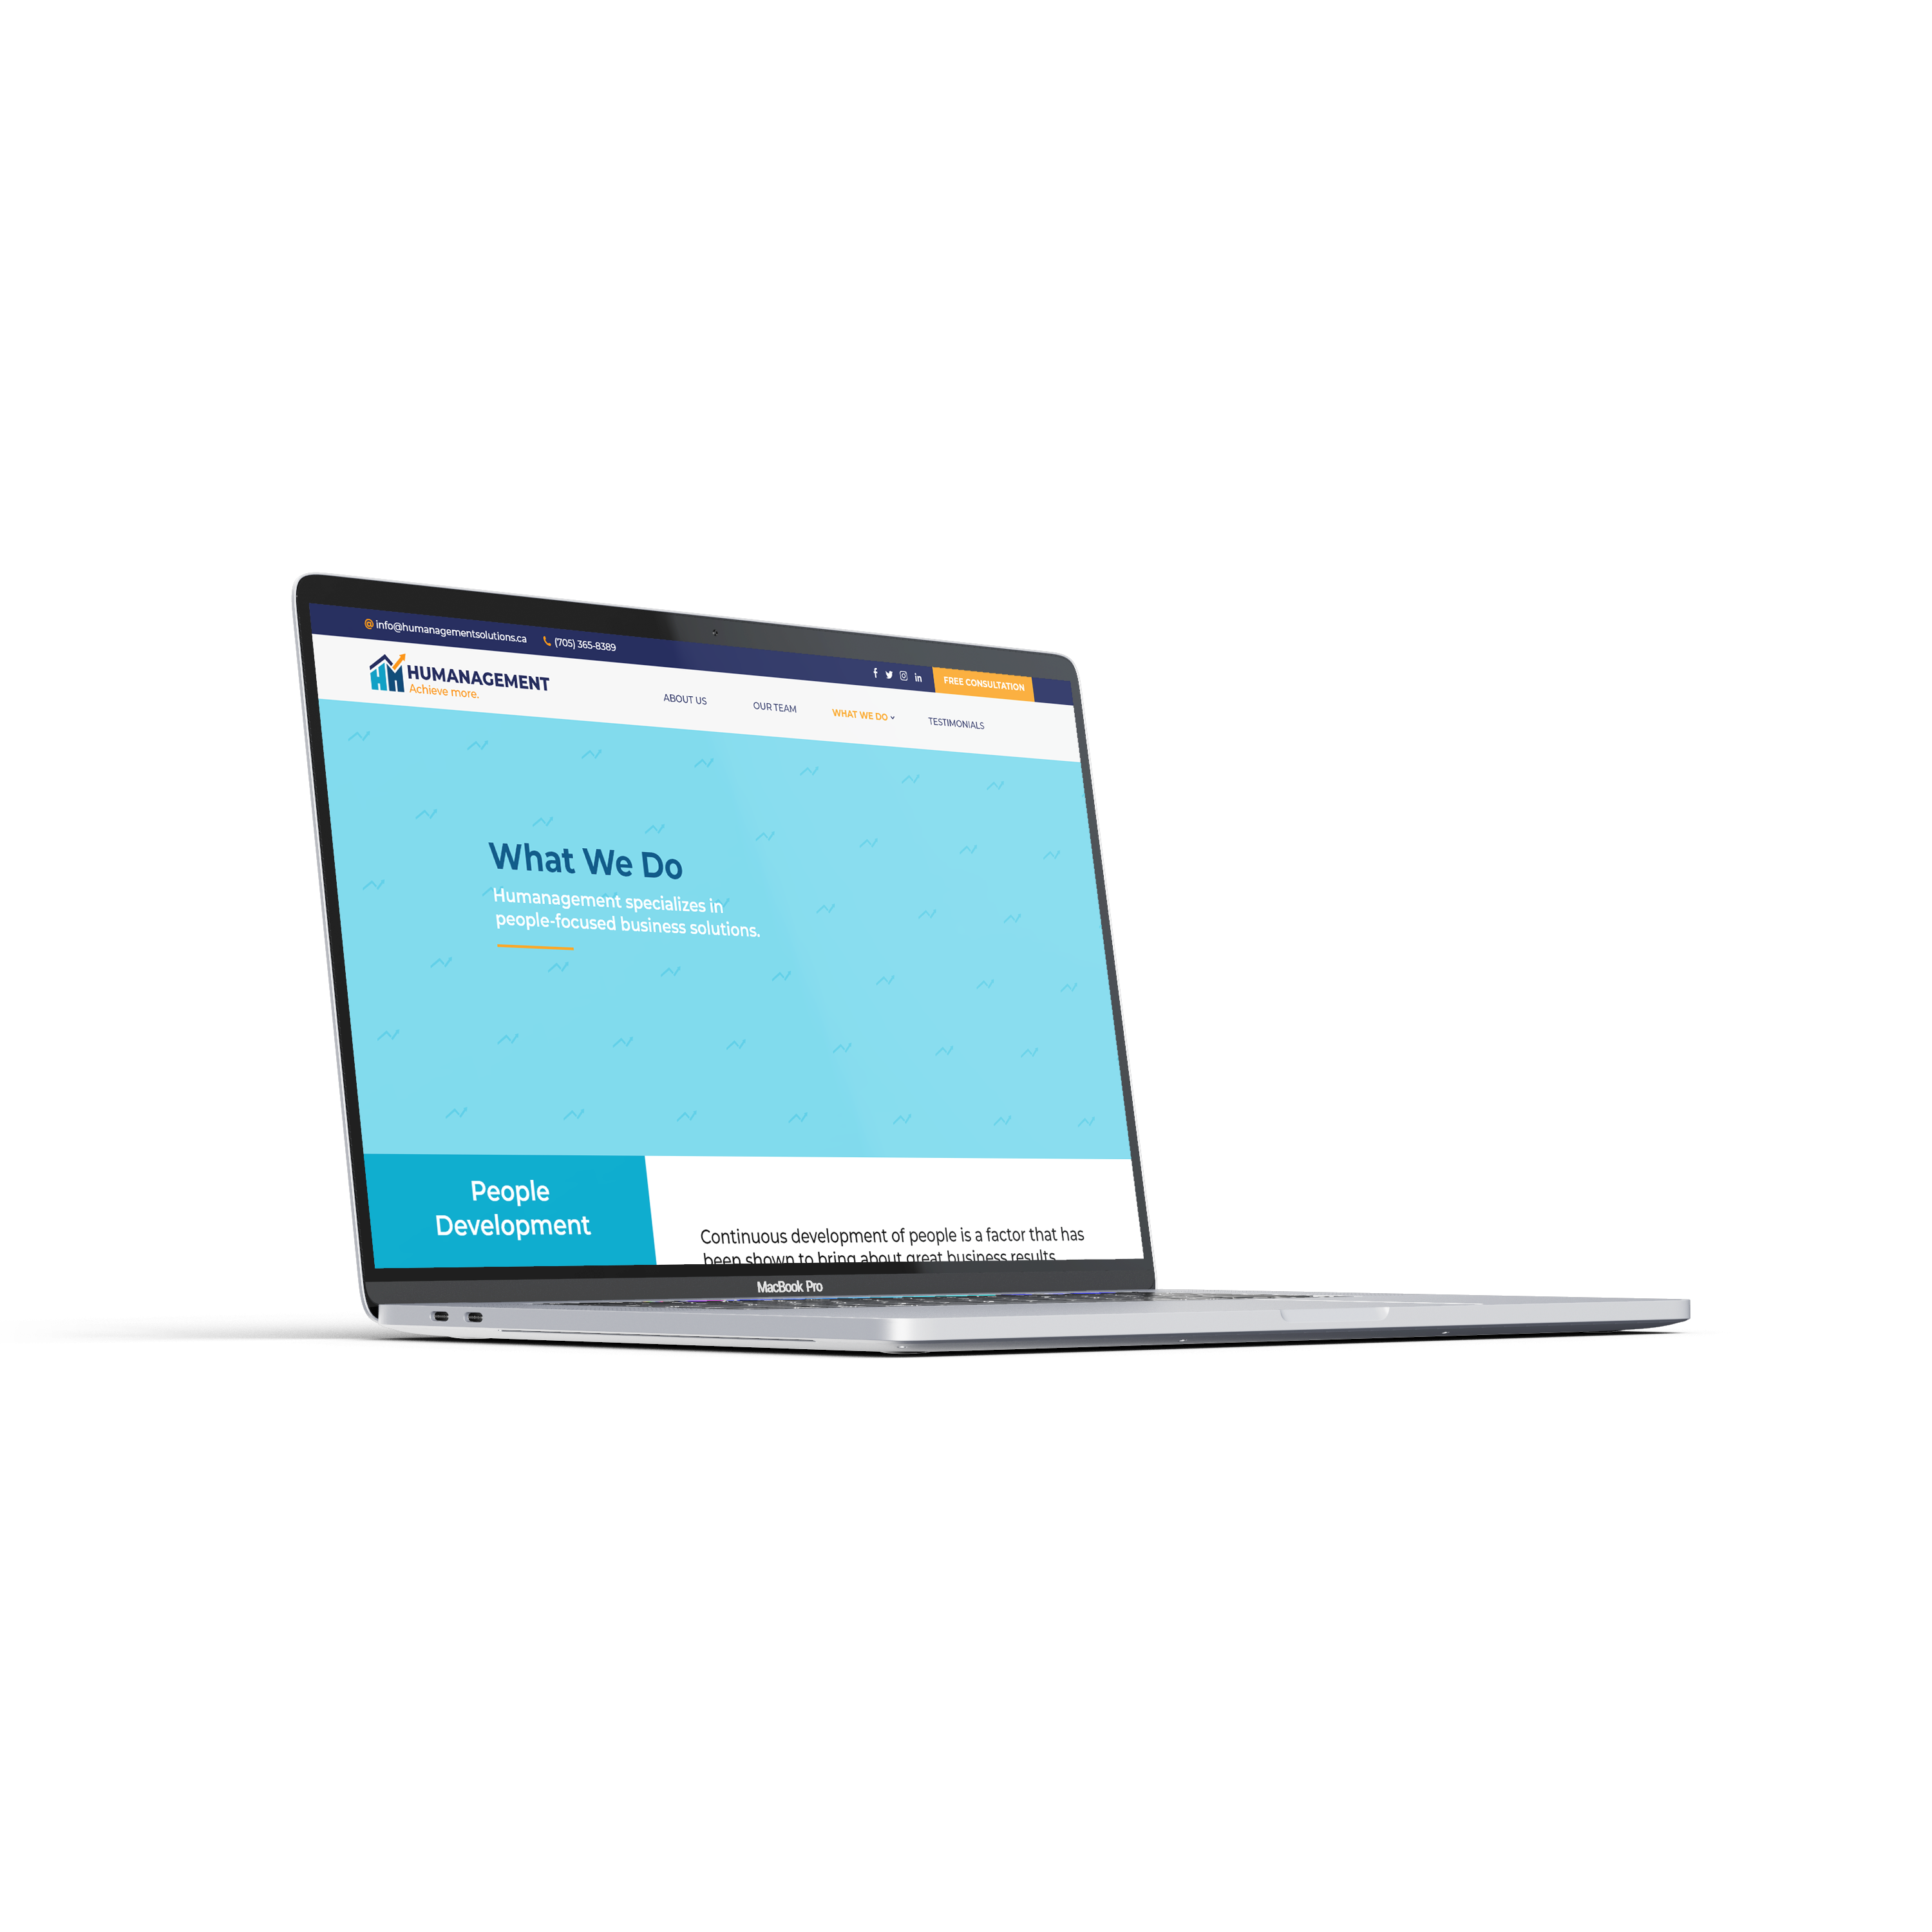 @ info@humanagementsolutions.ca (705) 365-8389
FREE CONSULTATION
HUMANAGEMENT
Achieve more.
ABOUT US OUR TEAM WHAT WE DO TESTIMONIALS
What We Do
Humanagement specializes in
people-focused business solutions.
People
Development
Continuous development of people is a factor that has
been shown to bring about great business results
MacBook Pro